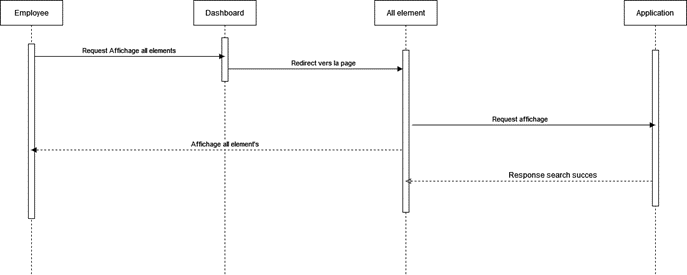 Employee
Dashboard
All element
Application
Request Affichage all elements
Redirect vers la page
Request affichage
Affichage all element's
Response search succes